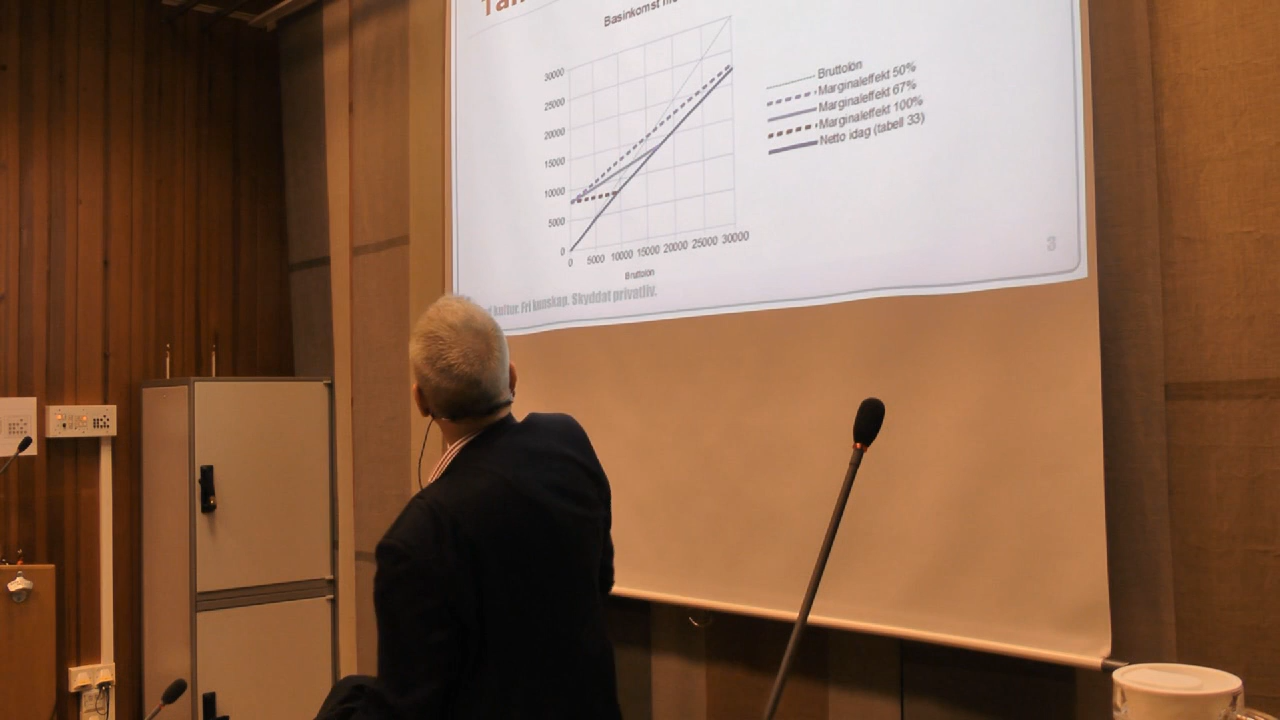 Basinkomst
30000
25000
20000
15000
10000
5000
0
0 5000 10000 15000 20000 25000 30000
Bruttolön
Bruttolön
Marginaleffekt 50%
Marginaleffekt 67%
Marginaleffekt 100%
Netto idag (tabell 33)
kultur. Fri kunskap. Skyddat privatliv.
3